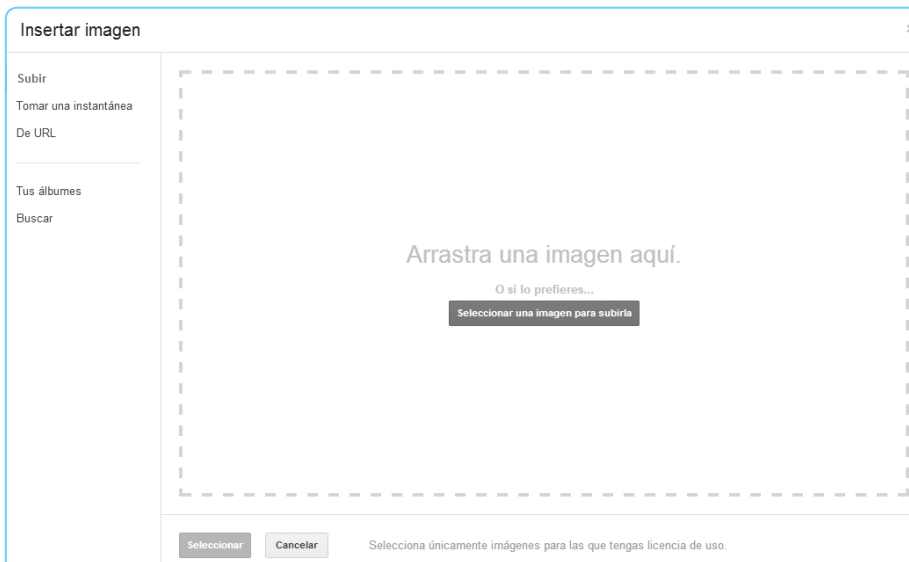 Insertar imagen
Subir
Tomar una instantánea
De URL
Tus álbumes
Buscar
Arrastra una imagen aquí.
O si lo prefieres...
Seleccionar una imagen para subirla
Seleccionar
Cancelar
Selecciona únicamente imágenes para las que tengas licencia de uso.